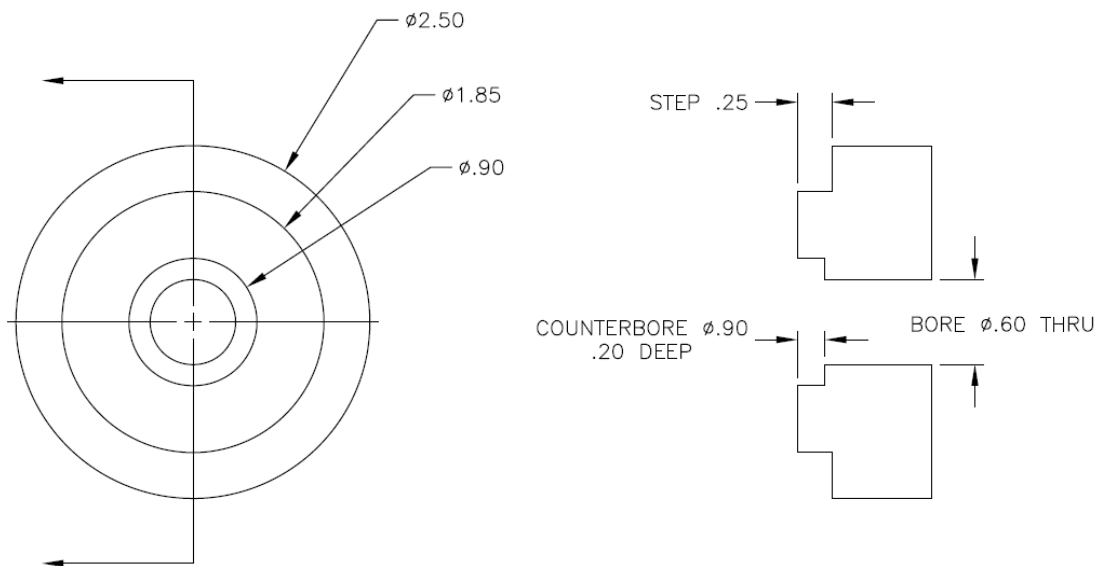 ø2.50
ø1.85
ø.90
STEP .25
COUNTERBORE ø.90
.20 DEEP
BORE ø.60 THRU